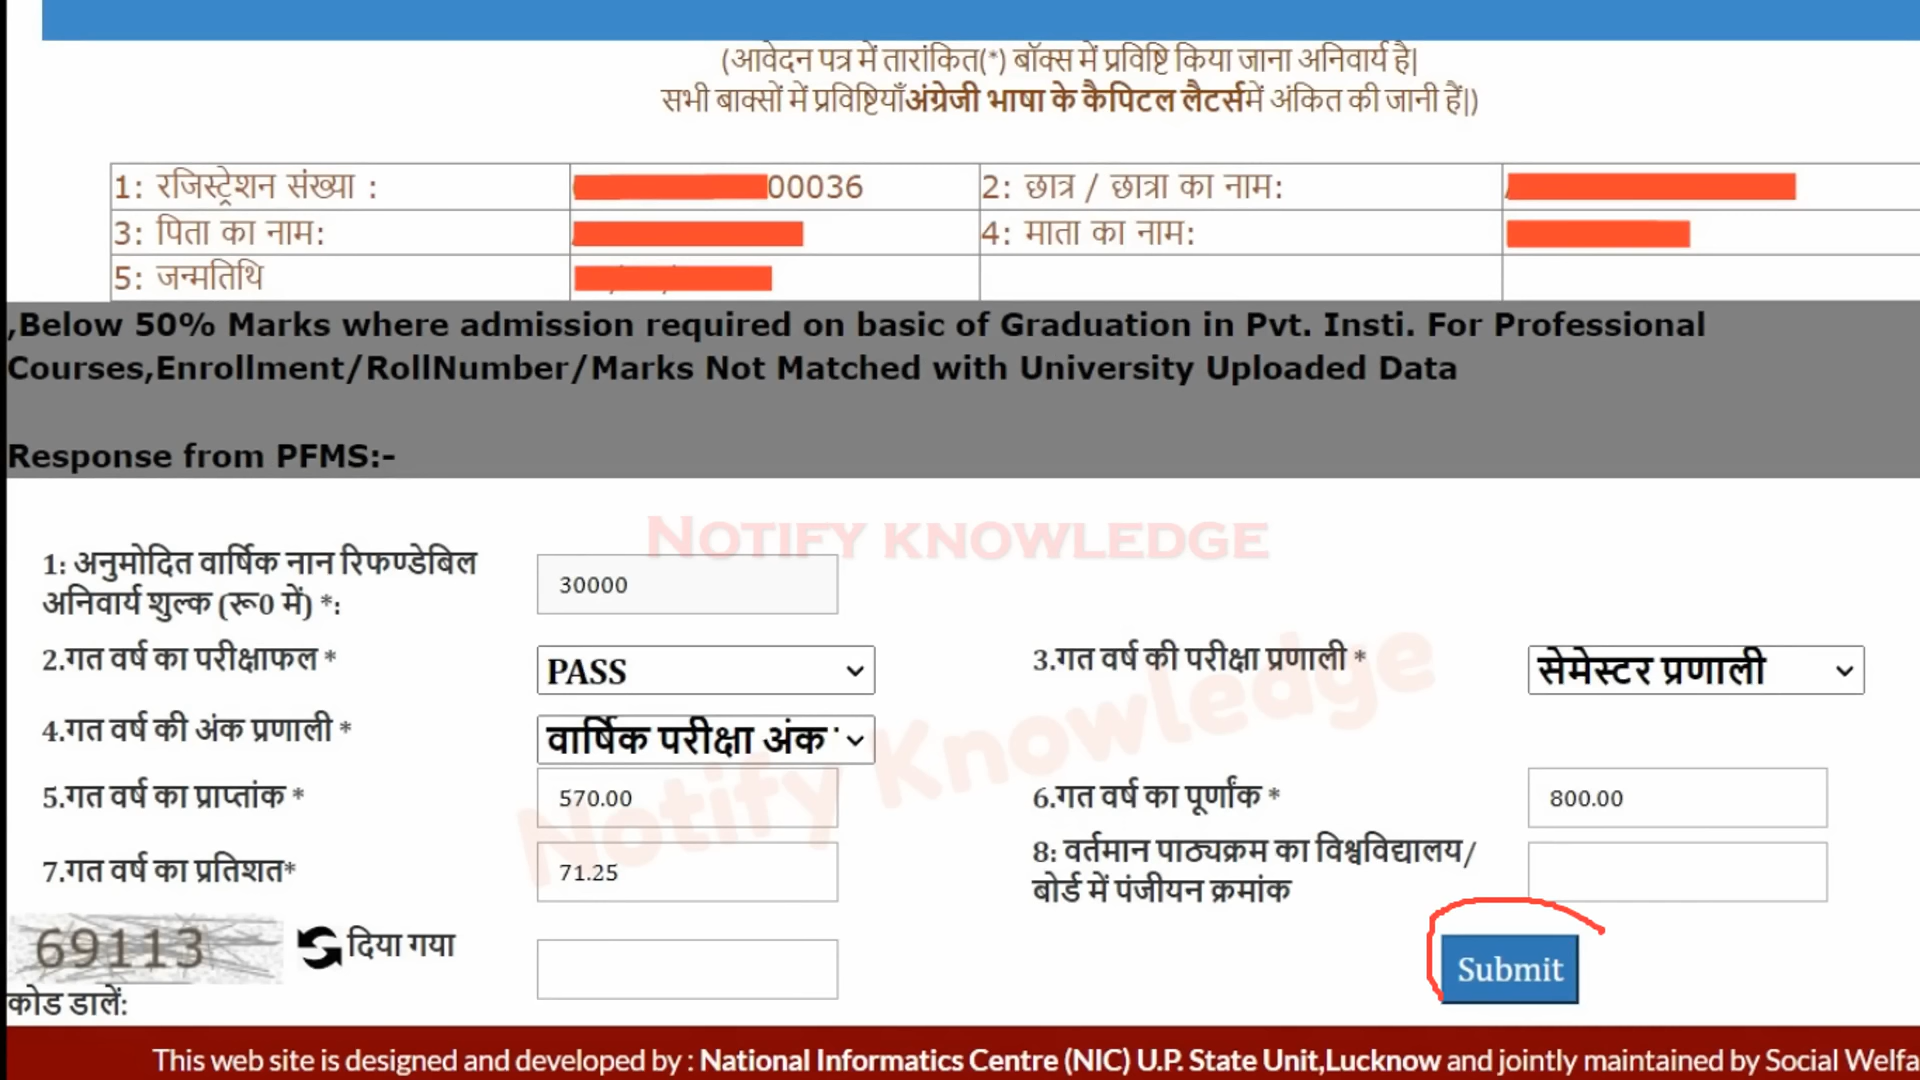 (आवेदन पत्र में तारांकित(*) बॉक्स में प्रविष्टि किया जाना अनिवार्य है|
सभी बाक्सों में प्रविष्टियाँअंग्रेजी भाषा के कैपिटल लैटर्समें अंकित की जानी हैं|)
1: रजिस्ट्रेशन संख्या : 00036 2: छात्र / छात्रा का नाम:
3: पिता का नाम: 4: माता का नाम:
5: जन्मतिथि
,Below 50% Marks where admission required on basic of Graduation in Pvt. Insti. For Professional
Courses,Enrollment/RollNumber/Marks Not Matched with University Uploaded Data
Response from PFMS:-
NOTIFY KNOWLEDGE
1: अनुमोदित वार्षिक नान रिफण्डेबिल
अनिवार्य शुल्क (रू0 में) *: 30000
2.गत वर्ष का परीक्षाफल * PASS 3.गत वर्ष की परीक्षा प्रणाली * सेमेस्टर प्रणाली
4.गत वर्ष की अंक प्रणाली * वार्षिक परीक्षा अंक
Notify Knowledge
5.गत वर्ष का प्राप्तांक * 570.00 6.गत वर्ष का पूर्णांक * 800.00
7.गत वर्ष का प्रतिशत* 71.25 8: वर्तमान पाठ्यक्रम का विश्वविद्यालय/
बोर्ड में पंजीयन क्रमांक
69113 दिया गया
कोड डालें:
Submit
This web site is designed and developed by : National Informatics Centre (NIC) U.P. State Unit,Lucknow and jointly maintained by Social Welfa